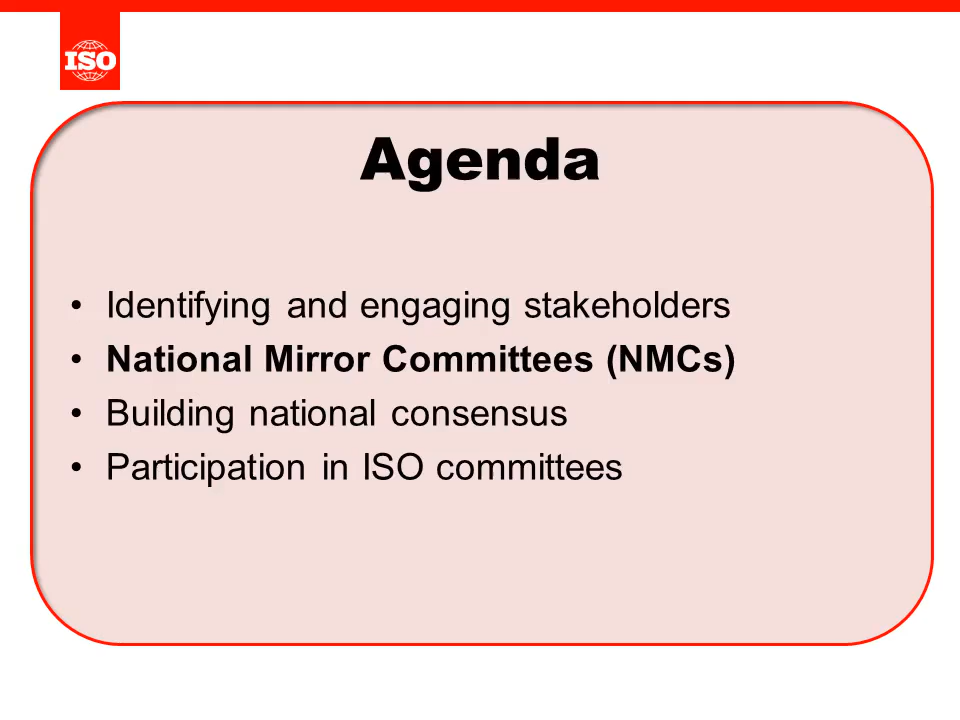 ISO
Agenda
• Identifying and engaging stakeholders
• National Mirror Committees (NMCs)
• Building national consensus
• Participation in ISO committees